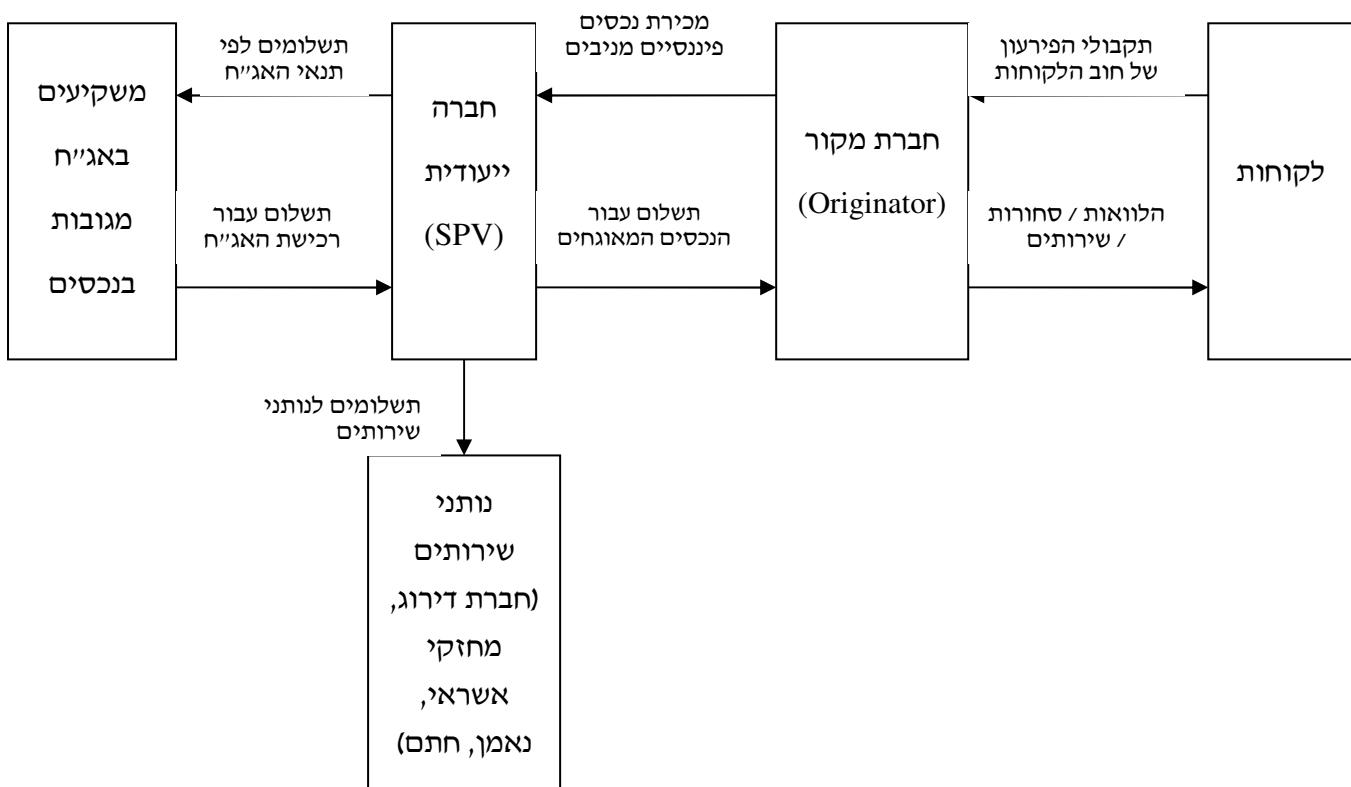 לקוחות
תקבולי הפירעון
של חוב הלקוחות
הלוואות / סחורות
/ שירותים
חברת מקור
(Originator)
מכירת נכסים
פיננסיים מניבים
תשלום עבור
הנכסים המאוגחים
חברה
ייעודית
(SPV)
תשלומים לפי
תנאי האג״ח
תשלום עבור
רכישת האג״ח
משקיעים
באג״ח
מגובות
בנכסים
תשלומים לנותני
שירותים
נותני
שירותים
(חברת דירוג,
מחזקי
אשראי,
נאמן, חתם)